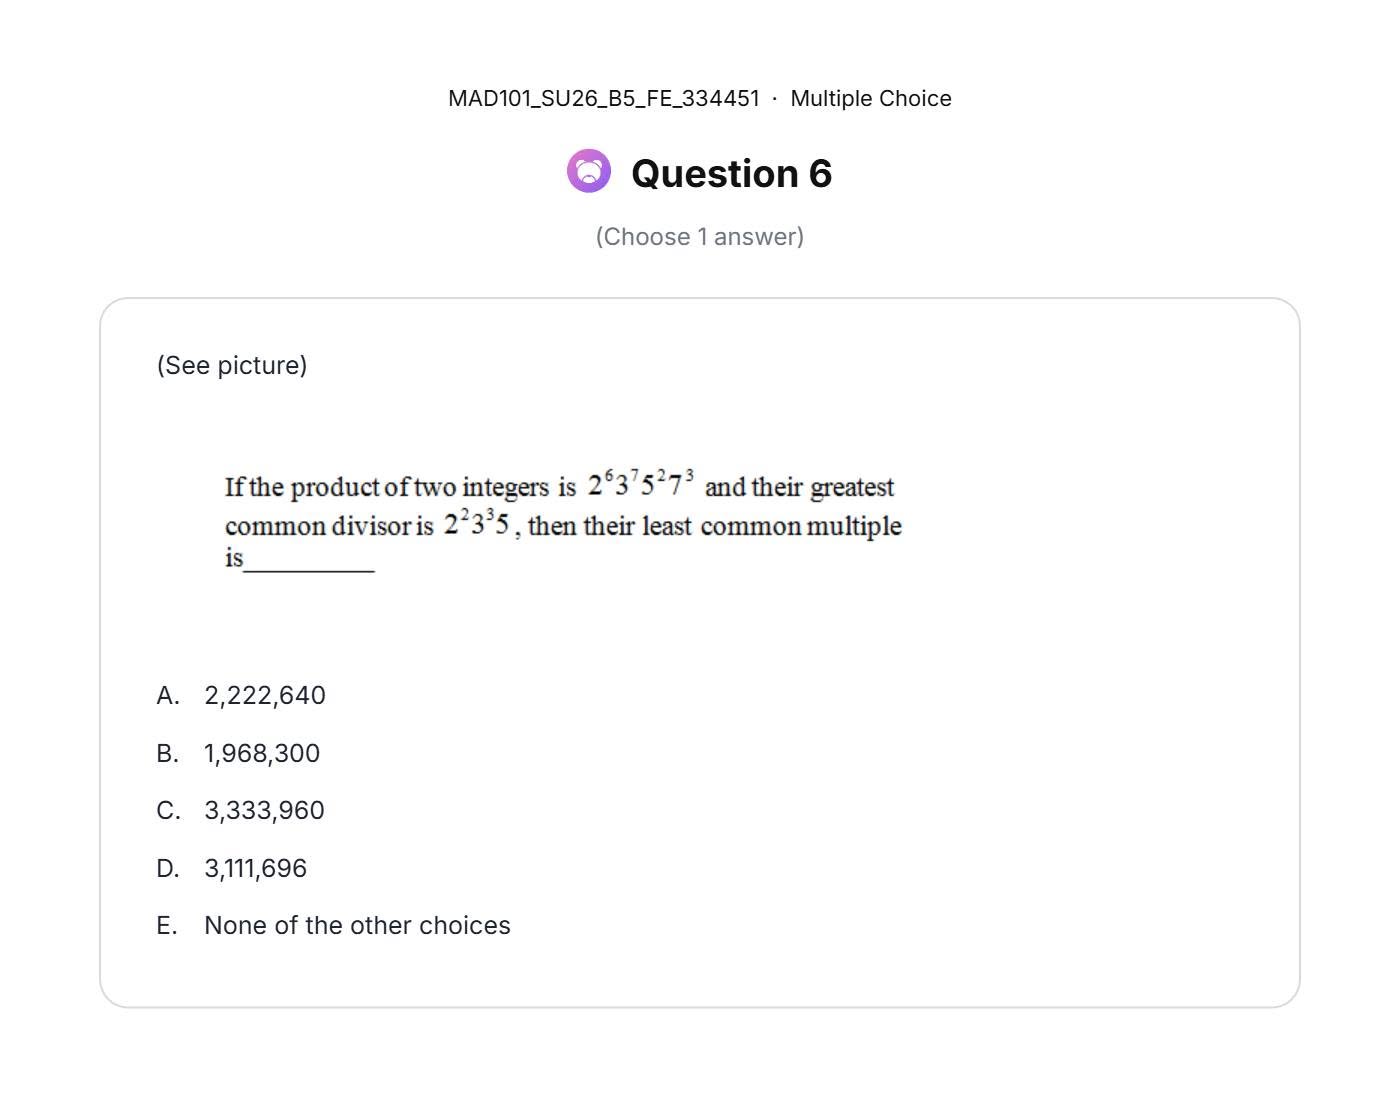 MAD101_SU26_B5_FE_334451 · Multiple Choice
Question 6
(Choose 1 answer)
(See picture)
If the product of two integers is 2⁶3⁷5²7³ and their greatest
common divisor is 2²3³5, then their least common multiple
is__________
A. 2,222,640
B. 1,968,300
C. 3,333,960
D. 3,111,696
E. None of the other choices